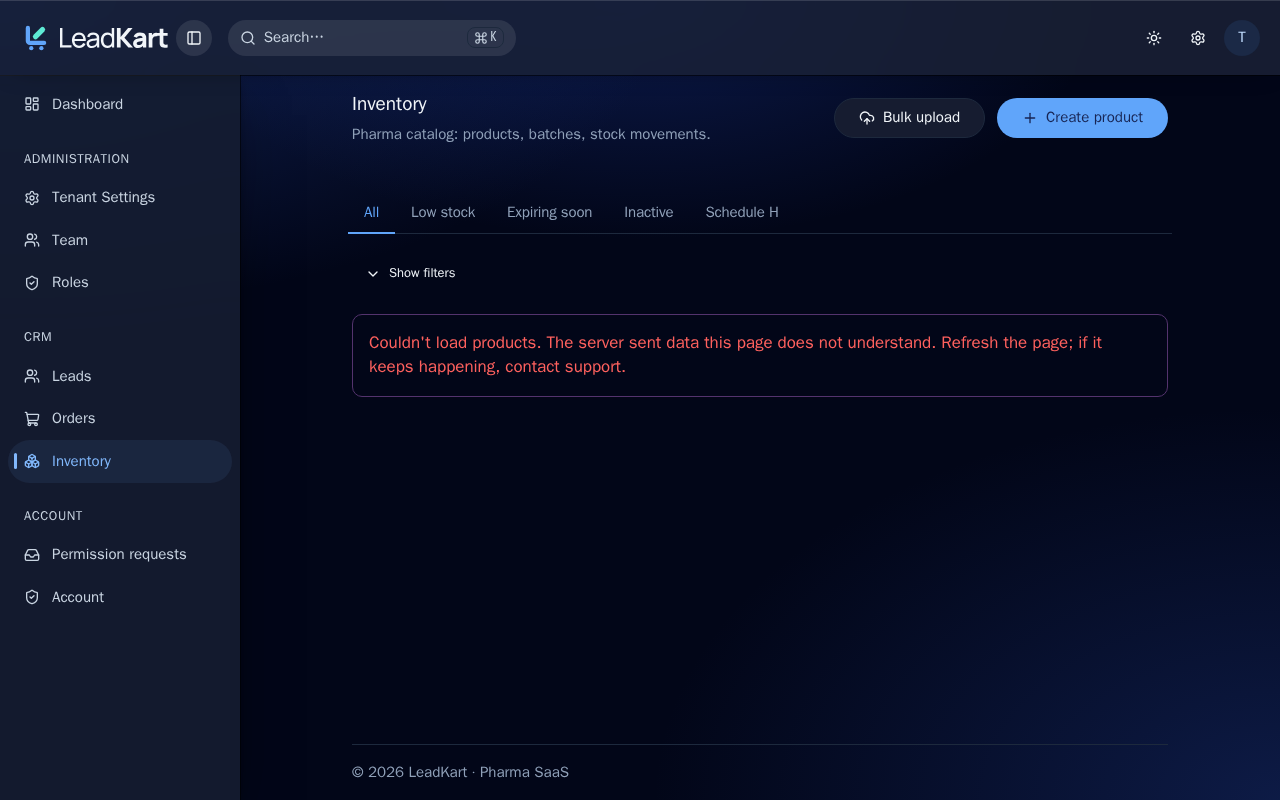 LeadKart
Search…
⌘K
T
Dashboard
ADMINISTRATION
Tenant Settings
Team
Roles
CRM
Leads
Orders
Inventory
ACCOUNT
Permission requests
Account
Inventory
Pharma catalog: products, batches, stock movements.
Bulk upload
Create product
All
Low stock
Expiring soon
Inactive
Schedule H
Show filters
Couldn't load products. The server sent data this page does not understand. Refresh the page; if it
keeps happening, contact support.
© 2026 LeadKart · Pharma SaaS